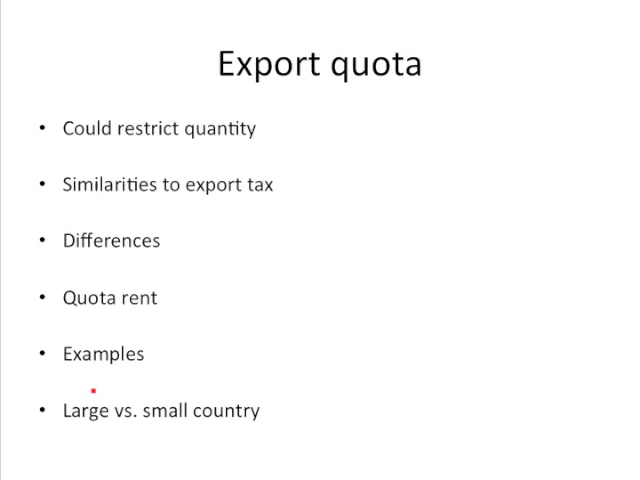 Export quota
• Could restrict quantity
• Similarities to export tax
• Differences
• Quota rent
• Examples
• Large vs. small country